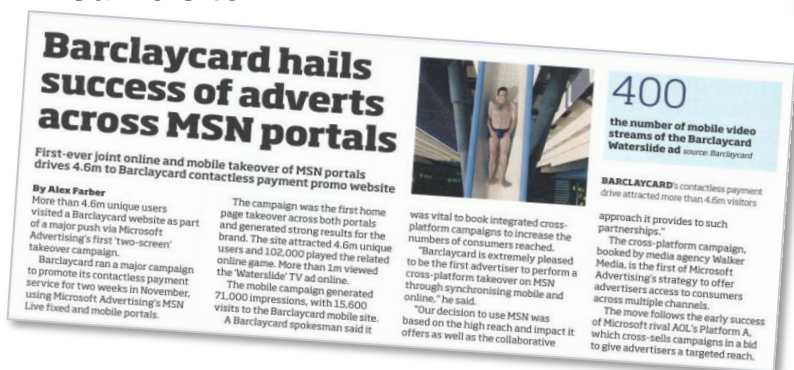 Barclaycard hails
success of adverts
across MSN portals
First-ever joint online and mobile takeover of MSN portals
drives 4.6m to Barclaycard contactless payment promo website
By Alex Farber
More than 4.6m unique users
visited a Barclaycard website as part
of a major push via Microsoft
Advertising's first 'two-screen'
takeover campaign.
Barclaycard ran a major campaign
to promote its contactless payment
service for two weeks in November,
using Microsoft Advertising's MSN
Live fixed and mobile portals.
The campaign was the first home
page takeover across both portals
and generated strong results for the
brand. The site attracted 4.6m unique
users and 102,000 played the related
online game. More than 1m viewed
the 'Waterslide' TV ad online.
The mobile campaign generated
71,000 impressions, with 15,600
visits to the Barclaycard mobile site.
A Barclaycard spokesman said it
was vital to book integrated cross-
platform campaigns to increase the
numbers of consumers reached.
"Barclaycard is extremely pleased
to be the first advertiser to perform a
cross-platform takeover on MSN
through synchronising mobile and
online," he said.
"Our decision to use MSN was
based on the high reach and impact it
offers as well as the collaborative
400
the number of mobile video
streams of the Barclaycard
Waterslide ad source: Barclaycard
BARCLAYCARD's contactless payment
drive attracted more than 4.6m visitors
approach it provides to such
partnerships."
The cross-platform campaign,
booked by media agency Walker
Media, is the first of Microsoft
Advertising's strategy to offer
advertisers access to consumers
across multiple channels.
The move follows the early success
of Microsoft rival AOL's Platform A,
which cross-sells campaigns in a bid
to give advertisers a targeted reach.